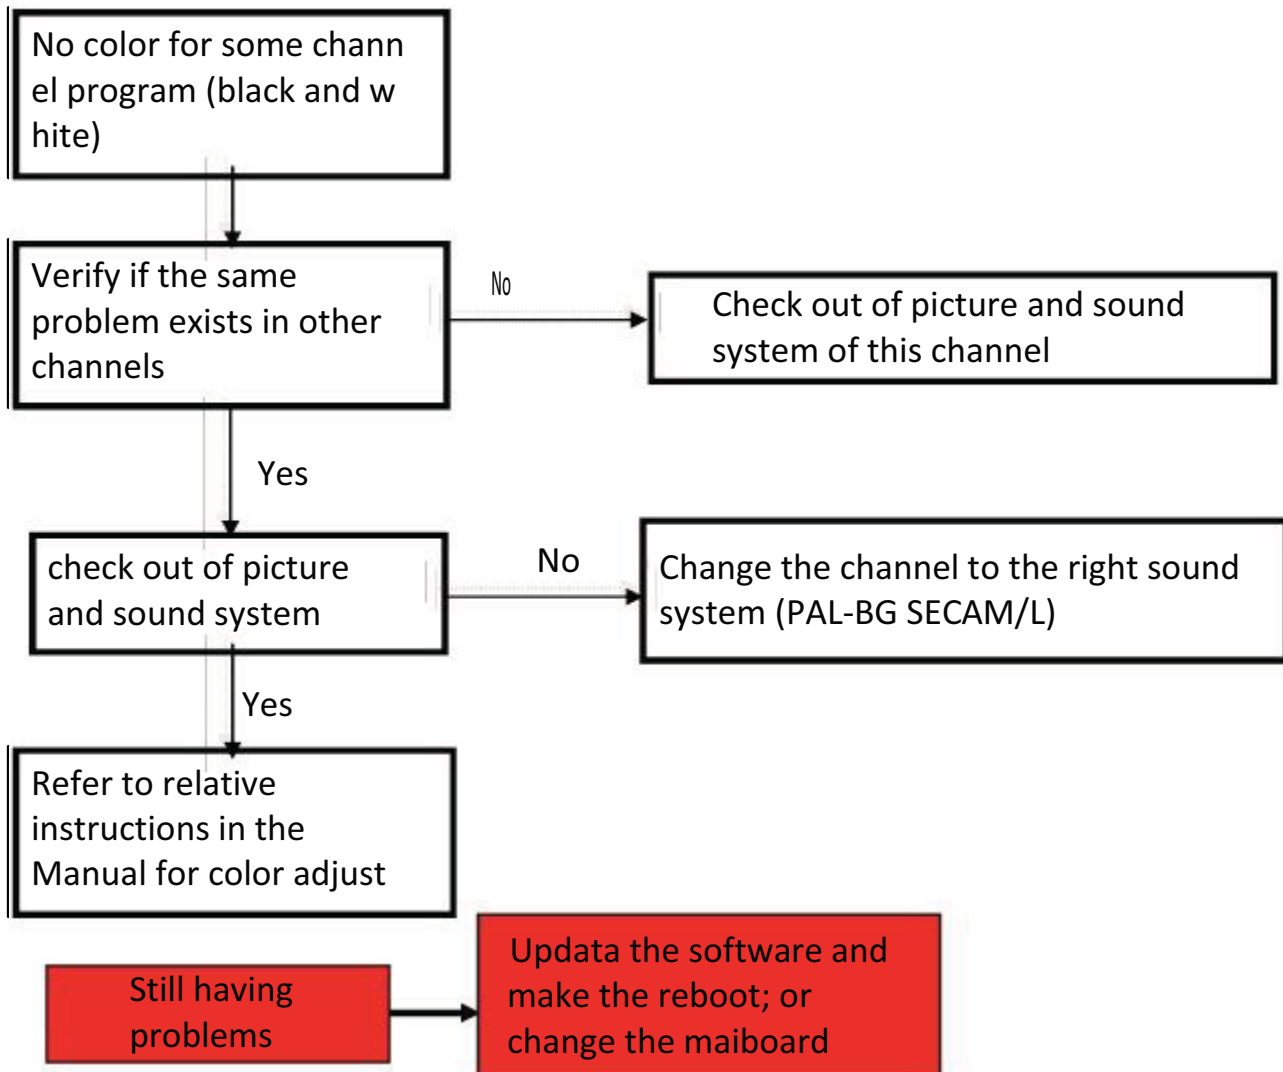 No color for some chann
el program (black and w
hite)
Verify if the same
problem exists in other
channels
No
Check out of picture and sound
system of this channel
Yes
check out of picture
and sound system
No
Change the channel to the right sound
system (PAL-BG SECAM/L)
Yes
Refer to relative
instructions in the
Manual for color adjust
Still having
problems
Updata the software and
make the reboot; or
change the maiboard